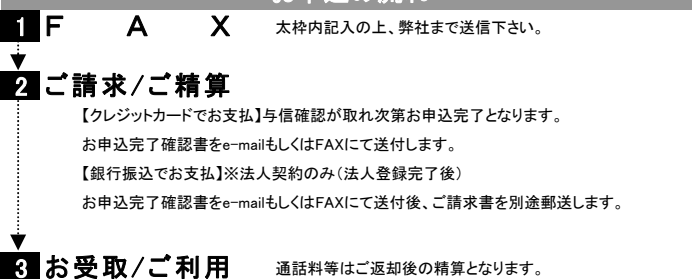 1 F A X 太枠内記入の上、弊社まで送信下さい。
2 ご請求/ご精算
【クレジットカードでお支払】与信確認が取れ次第お申込完了となります。
お申込完了確認書をe-mailもしくはFAXにて送付します。
【銀行振込でお支払】※法人契約のみ(法人登録完了後)
お申込完了確認書をe-mailもしくはFAXにて送付後、ご請求書を別途郵送します。
3 お受取/ご利用 通話料等はご返却後の精算となります。